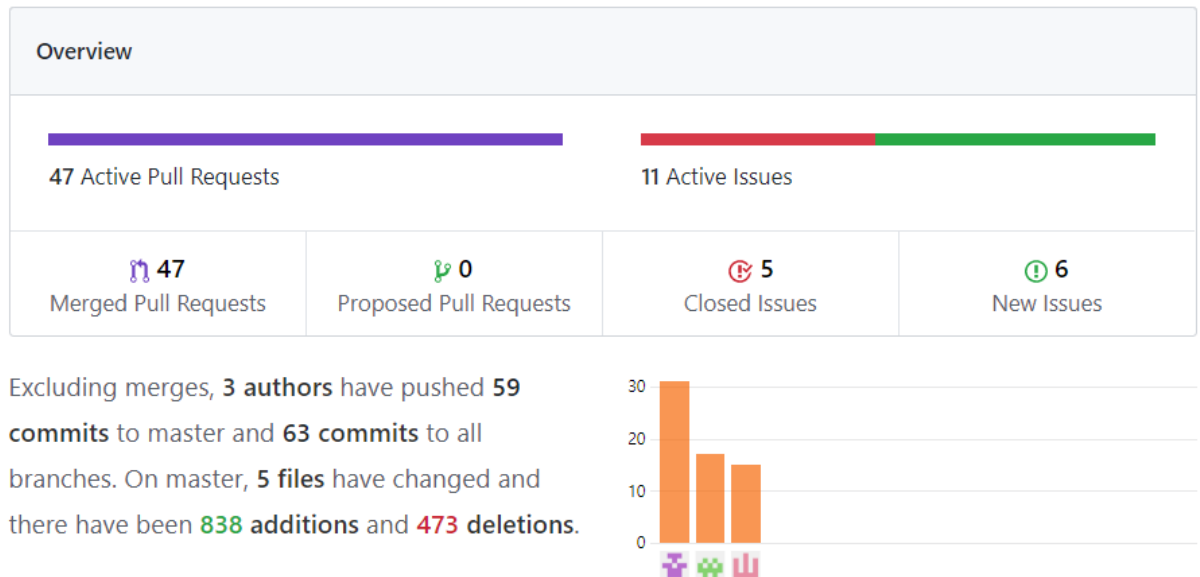 Overview
47 Active Pull Requests
11 Active Issues
47
Merged Pull Requests
0
Proposed Pull Requests
5
Closed Issues
6
New Issues
Excluding merges, 3 authors have pushed 59
commits to master and 63 commits to all
branches. On master, 5 files have changed and
there have been 838 additions and 473 deletions.
30
20
10
0